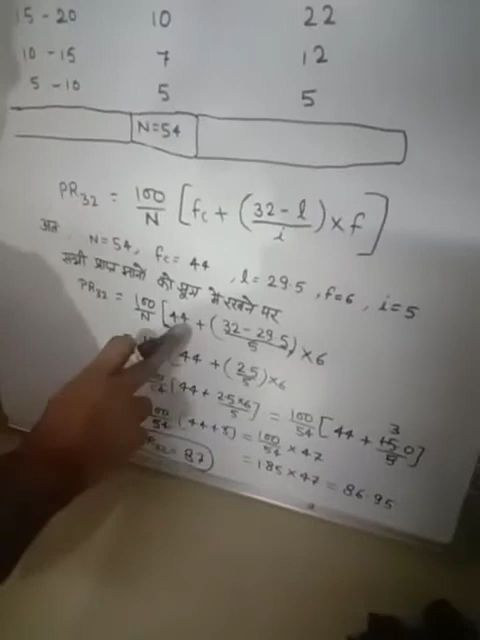 15 - 20 10 22
10 - 15 7 12
5 - 10 5 5
N=54
PR32 = 100/N [fc + (32 - l / i) × f]
अतः N=54, fc = 44, l = 29.5, f=6, i=5
सभी प्राप्त मानों को सूत्र में रखने पर
PR32 = 100/N [44 + (32 - 29.5 / 5) × 6
[44 + (2.5/5) × 6
(44 + 2.5×6/5] = 100/54 [44 + 3 15.0/5]
100/54 (44+3) = 100/54 × 47
= 1.85 × 47 = 86.95
= 87